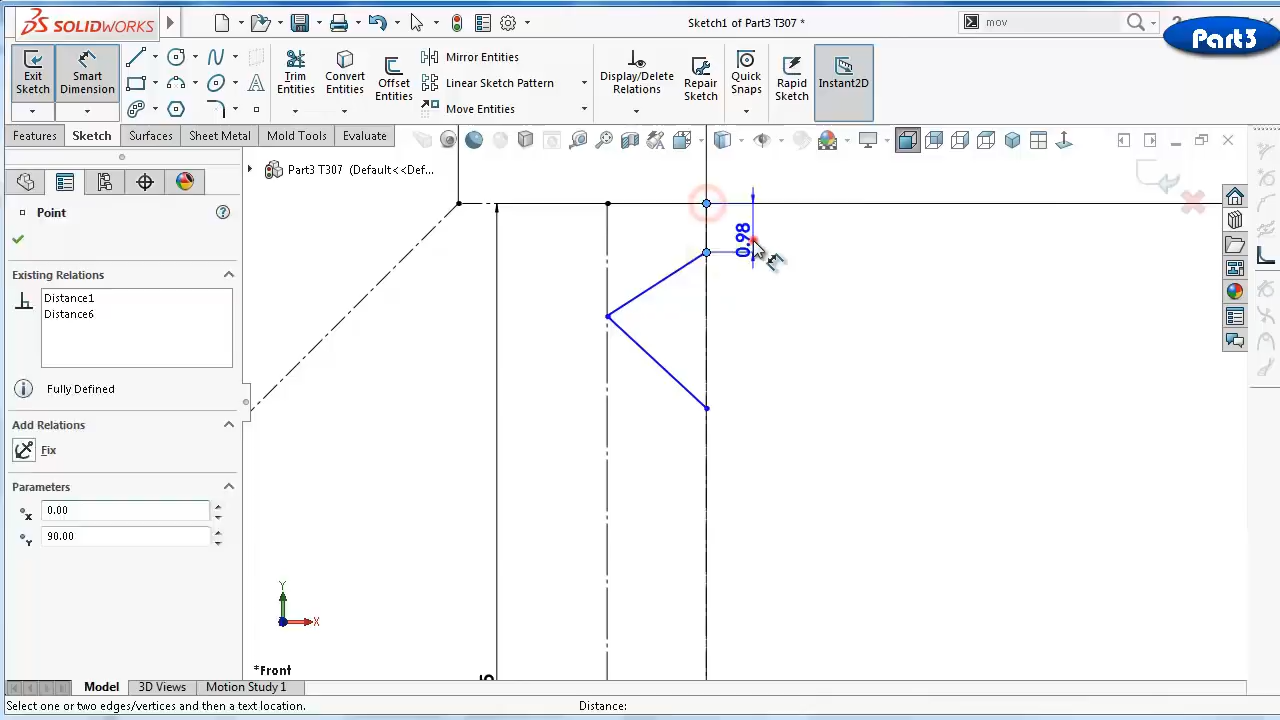 SOLIDWORKS
Sketch1 of Part3 T307 *
mov
?
Part3
Exit Sketch
Smart Dimension
Trim Entities
Convert Entities
Offset Entities
Mirror Entities
Linear Sketch Pattern
Move Entities
Display/Delete Relations
Repair Sketch
Quick Snaps
Rapid Sketch
Instant2D
Features
Sketch
Surfaces
Sheet Metal
Mold Tools
Evaluate
Part3 T307 (Default<<Def...
Point
?
Existing Relations
Distance1
Distance6
Fully Defined
Add Relations
Fix
Parameters
x 0.00
Y 90.00
0.98
Y
X
*Front
Model
3D Views
Motion Study 1
Select one or two edges/vertices and then a text location.
Distance: